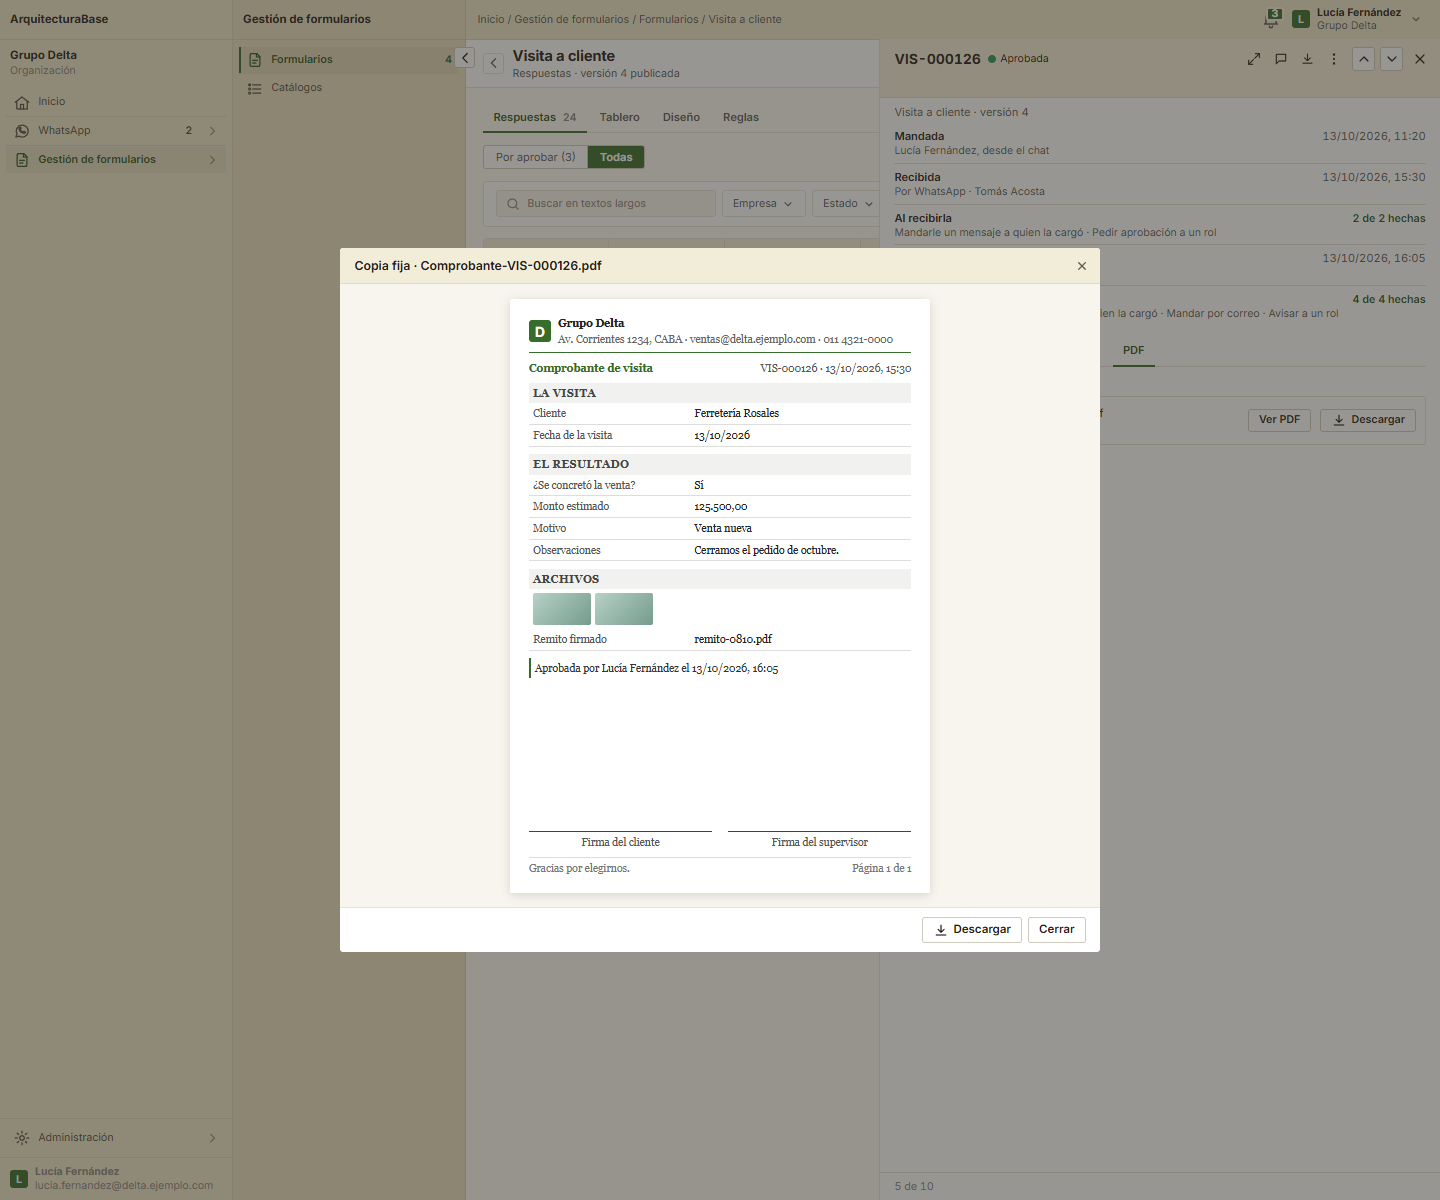 ArquitecturaBase
Gestión de formularios
Inicio / Gestión de formularios / Formularios / Visita a cliente
3
L
Lucía Fernández
Grupo Delta
Grupo Delta
Organización
Inicio
WhatsApp 2
Gestión de formularios
Formularios 4
Catálogos
Visita a cliente
Respuestas · versión 4 publicada
Respuestas 24 Tablero Diseño Reglas
Por aprobar (3) Todas
Buscar en textos largos
Empresa
Estado
VIS-000126
Aprobada
Visita a cliente · versión 4
Mandada 13/10/2026, 11:20
Lucía Fernández, desde el chat
Recibida 13/10/2026, 15:30
Por WhatsApp · Tomás Acosta
Al recibirla 2 de 2 hechas
Mandarle un mensaje a quien la cargó · Pedir aprobación a un rol
13/10/2026, 16:05
4 de 4 hechas
ien la cargó · Mandar por correo · Avisar a un rol
PDF
f
Ver PDF
Descargar
Copia fija · Comprobante-VIS-000126.pdf
D
Grupo Delta
Av. Corrientes 1234, CABA · ventas@delta.ejemplo.com · 011 4321-0000
Comprobante de visita VIS-000126 · 13/10/2026, 15:30
LA VISITA
Cliente Ferretería Rosales
Fecha de la visita 13/10/2026
EL RESULTADO
¿Se concretó la venta? Sí
Monto estimado 125.500,00
Motivo Venta nueva
Observaciones Cerramos el pedido de octubre.
ARCHIVOS
Remito firmado remito-0810.pdf
Aprobada por Lucía Fernández el 13/10/2026, 16:05
Firma del cliente Firma del supervisor
Gracias por elegirnos. Página 1 de 1
Descargar
Cerrar
Administración
L
Lucía Fernández
lucia.fernandez@delta.ejemplo.com
5 de 10